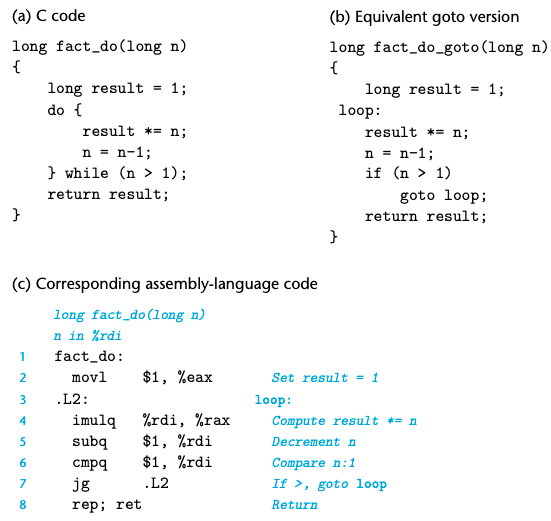 (a) C code
long fact_do(long n)
{
    long result = 1;
    do {
        result *= n;
        n = n-1;
    } while (n > 1);
    return result;
}
(b) Equivalent goto version
long fact_do_goto(long n)
{
    long result = 1;
 loop:
    result *= n;
    n = n-1;
    if (n > 1)
        goto loop;
    return result;
}
(c) Corresponding assembly-language code
long fact_do(long n)
n in %rdi
1 fact_do:
2   movl $1, %eax Set result = 1
3 .L2: loop:
4   imulq %rdi, %rax Compute result *= n
5   subq $1, %rdi Decrement n
6   cmpq $1, %rdi Compare n:1
7   jg .L2 If >, goto loop
8   rep; ret Return